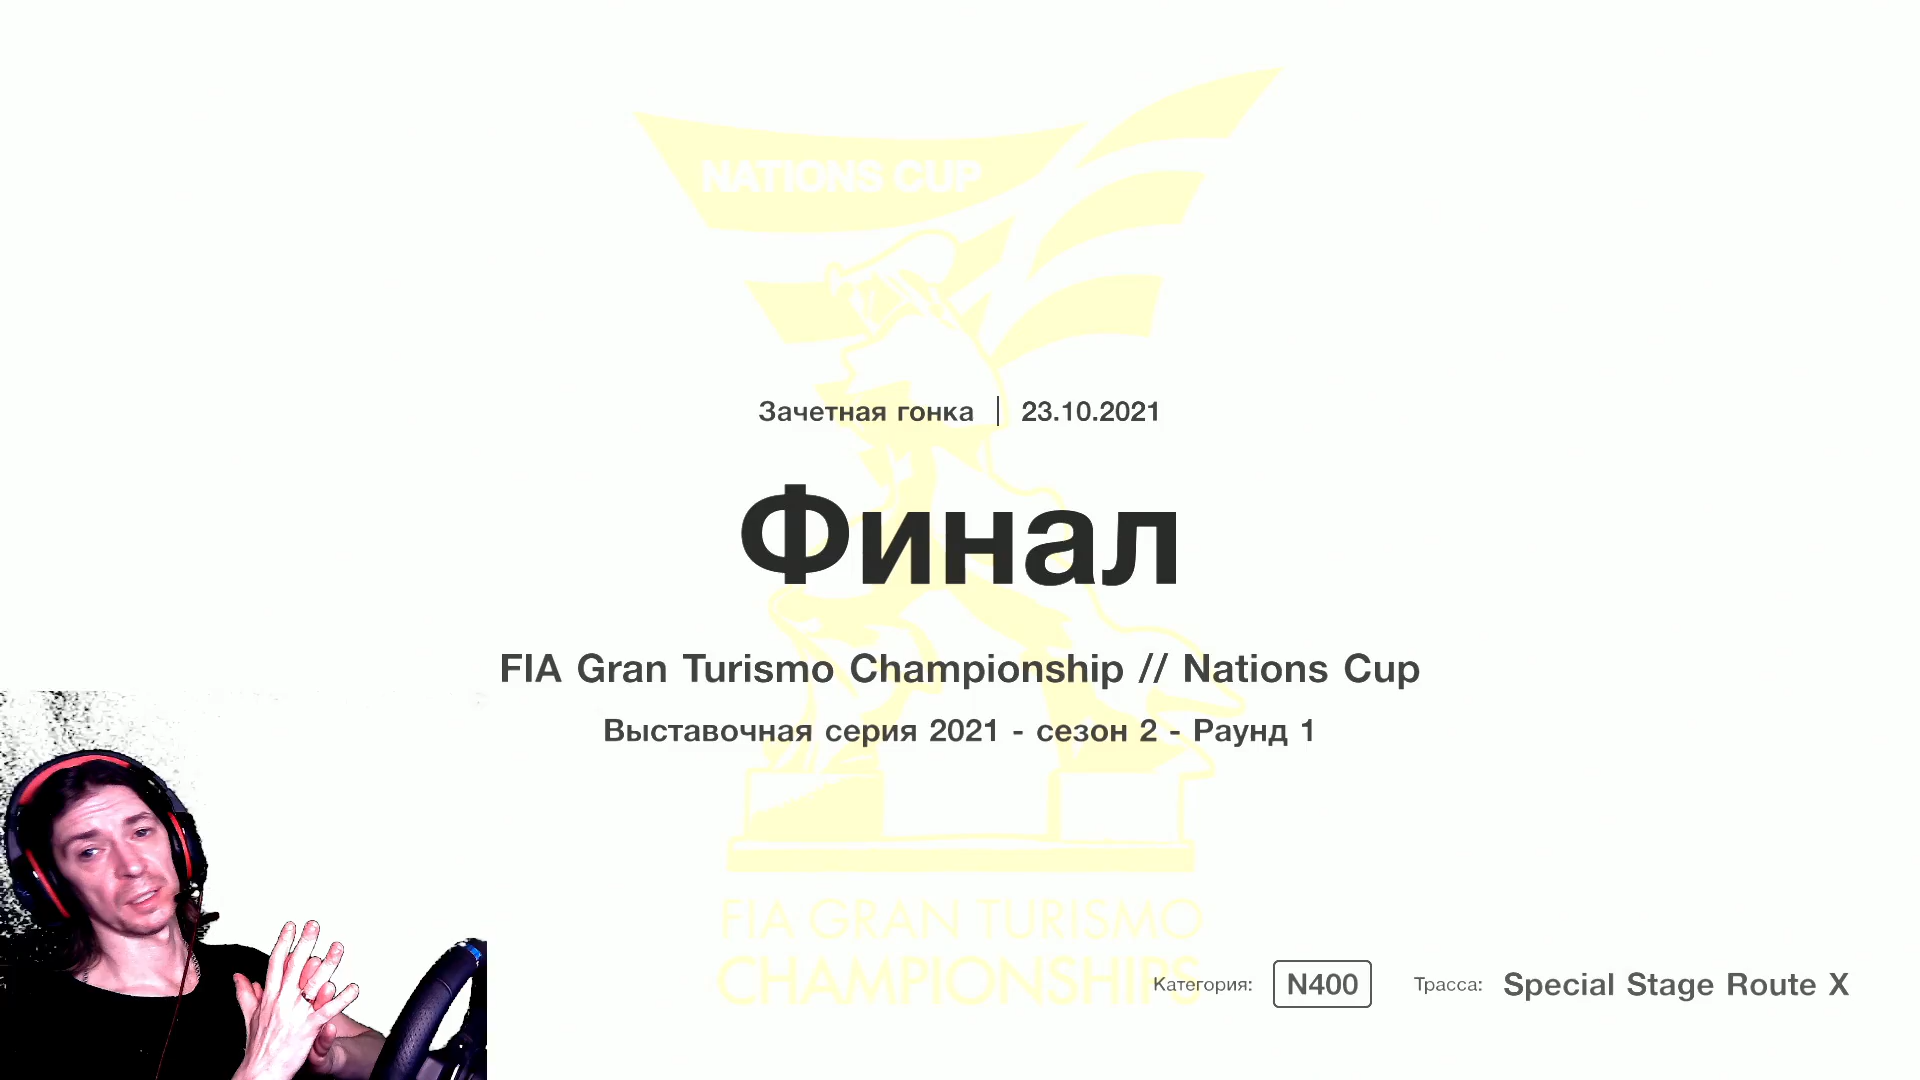 NATIONS CUP
Зачетная гонка | 23.10.2021
Финал
FIA Gran Turismo Championship // Nations Cup
Выставочная серия 2021 - сезон 2 - Раунд 1
FIA GRAN TURISMO
CHAMPIONSHIPS
Категория: N400 Трасса: Special Stage Route X